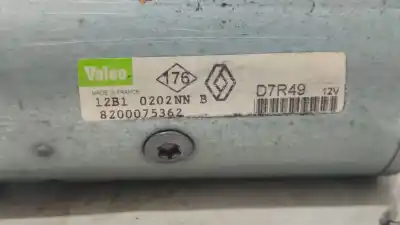 Valeo
176
D7R49
MADE IN FRANCE
12V
12B1 0202NN B
8200075362